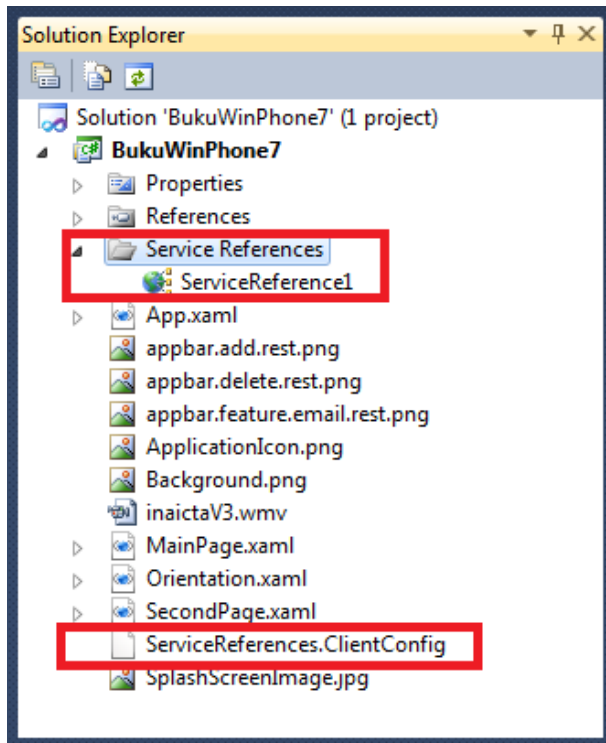 Solution Explorer
Solution 'BukuWinPhone7' (1 project)
BukuWinPhone7
Properties
References
Service References
ServiceReference1
App.xaml
appbar.add.rest.png
appbar.delete.rest.png
appbar.feature.email.rest.png
ApplicationIcon.png
Background.png
inaictaV3.wmv
MainPage.xaml
Orientation.xaml
SecondPage.xaml
ServiceReferences.ClientConfig
SplashScreenImage.jpg